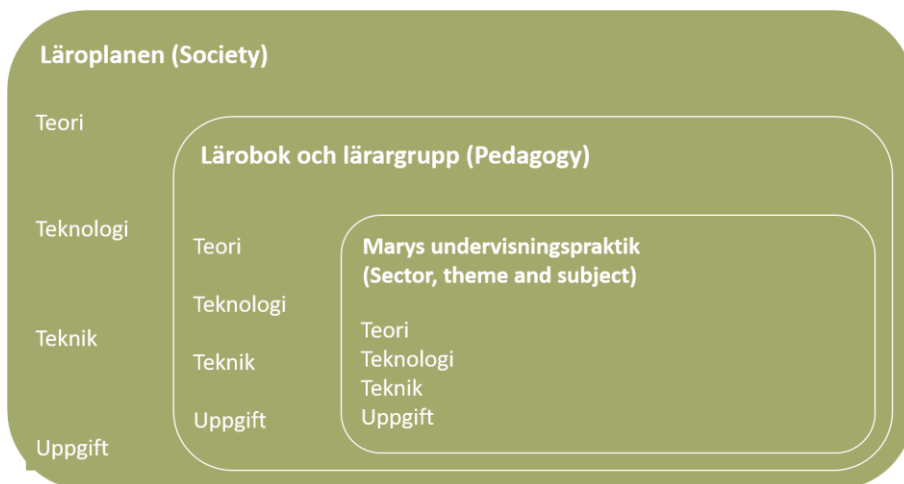 Läroplanen (Society)
Teori
Teknologi
Teknik
Uppgift
Lärobok och lärargrupp (Pedagogy)
Teori
Teknologi
Teknik
Uppgift
Marys undervisningspraktik
(Sector, theme and subject)
Teori
Teknologi
Teknik
Uppgift